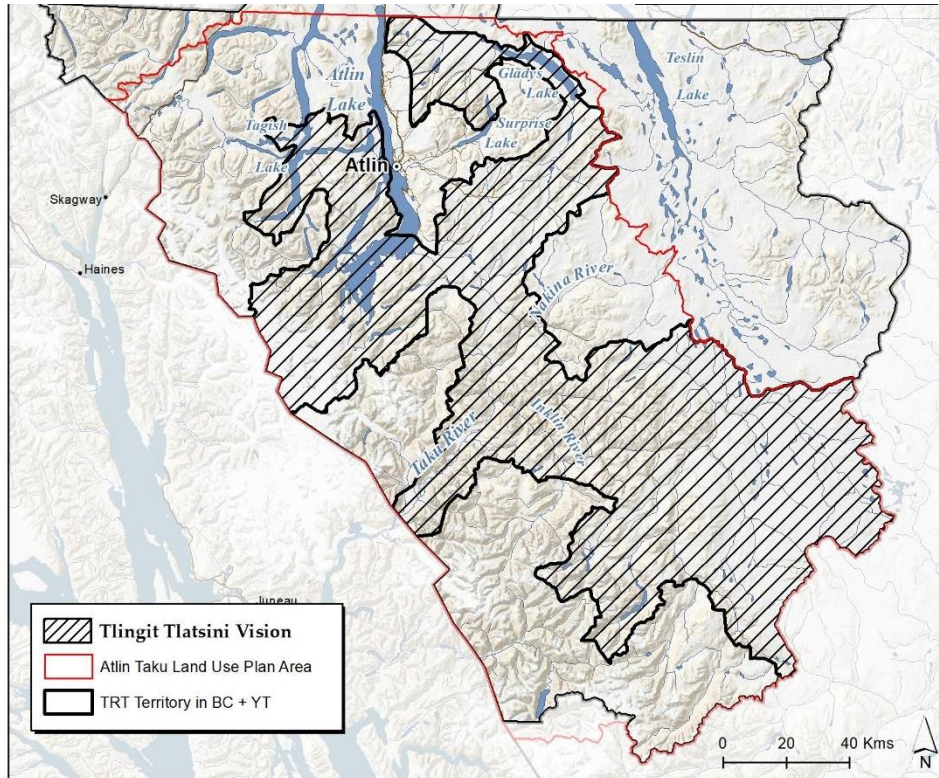 Atlin
Lake
Gladys
Lake
Teslin
Lake
Tagish
Lake
Surprise
Lake
Atlin
Skagway
Haines
Nakina River
Inklin River
Taku River
Juneau
Tlingit Tlatsini Vision
Atlin Taku Land Use Plan Area
TRT Territory in BC + YT
0 20 40 Kms
N